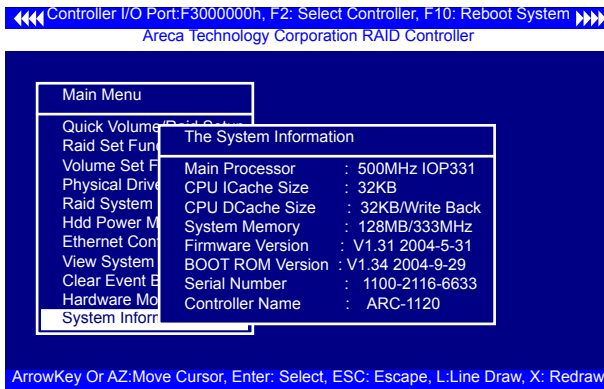 Controller I/O Port:F3000000h, F2: Select Controller, F10: Reboot System
Areca Technology Corporation RAID Controller
Main Menu
Quick Volume/Raid Setup
Raid Set Fun
Volume Set F
Physical Drive
Raid System
Hdd Power M
Ethernet Con
View System
Clear Event B
Hardware Mo
System Inform
The System Information
Main Processor : 500MHz IOP331
CPU ICache Size : 32KB
CPU DCache Size : 32KB/Write Back
System Memory : 128MB/333MHz
Firmware Version : V1.31 2004-5-31
BOOT ROM Version : V1.34 2004-9-29
Serial Number : 1100-2116-6633
Controller Name : ARC-1120
ArrowKey Or AZ:Move Cursor, Enter: Select, ESC: Escape, L:Line Draw, X: Redraw